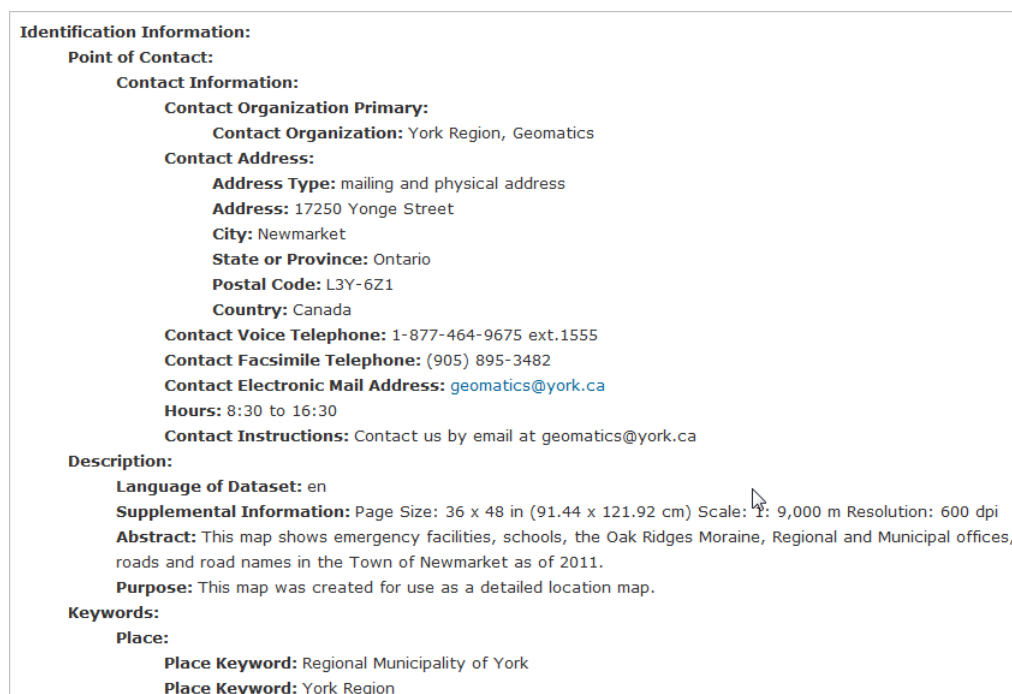 Identification Information:
Point of Contact:
Contact Information:
Contact Organization Primary:
Contact Organization: York Region, Geomatics
Contact Address:
Address Type: mailing and physical address
Address: 17250 Yonge Street
City: Newmarket
State or Province: Ontario
Postal Code: L3Y-6Z1
Country: Canada
Contact Voice Telephone: 1-877-464-9675 ext.1555
Contact Facsimile Telephone: (905) 895-3482
Contact Electronic Mail Address: geomatics@york.ca
Hours: 8:30 to 16:30
Contact Instructions: Contact us by email at geomatics@york.ca
Description:
Language of Dataset: en
Supplemental Information: Page Size: 36 x 48 in (91.44 x 121.92 cm) Scale: 1: 9,000 m Resolution: 600 dpi
Abstract: This map shows emergency facilities, schools, the Oak Ridges Moraine, Regional and Municipal offices,
roads and road names in the Town of Newmarket as of 2011.
Purpose: This map was created for use as a detailed location map.
Keywords:
Place:
Place Keyword: Regional Municipality of York
Place Keyword: York Region